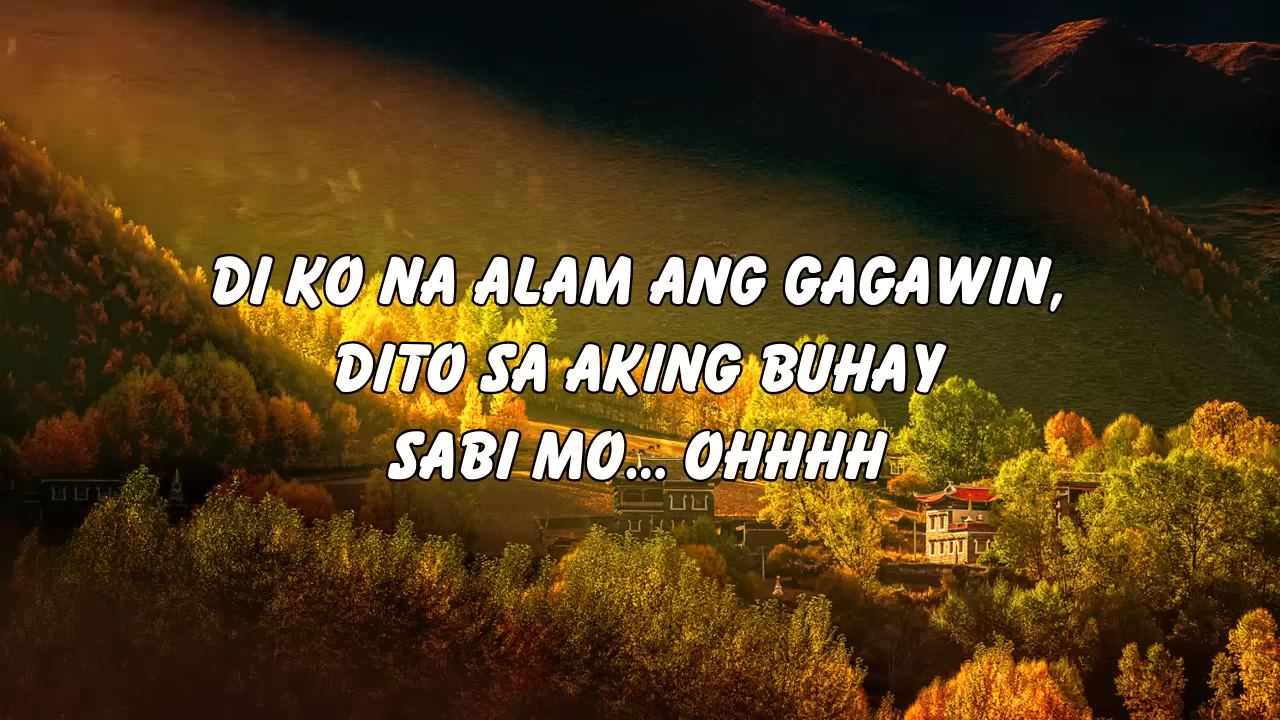 DI KO NA ALAM ANG GAGAWIN,
DITO SA AKING BUHAY
SABI MO... OHHHH